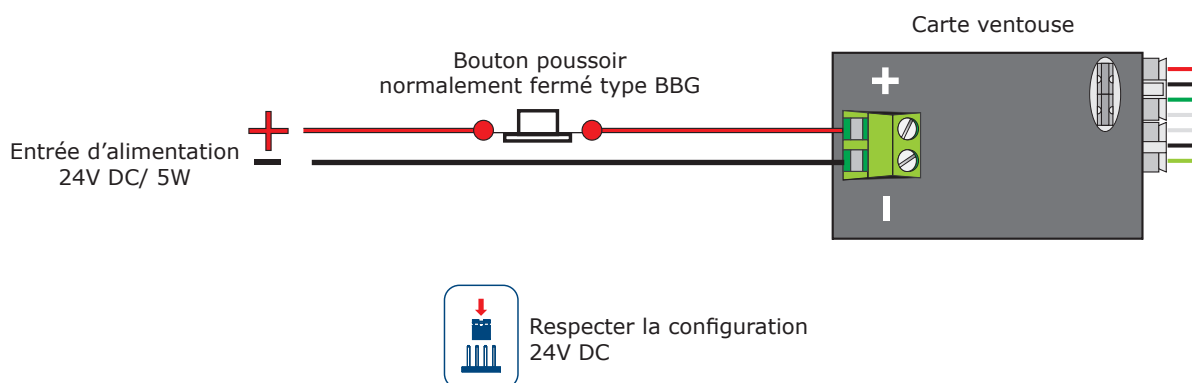 Carte ventouse
Bouton poussoir
normalement fermé type BBG
+
+
Entrée d’alimentation
24V DC/ 5W
–
–
Respecter la configuration
24V DC